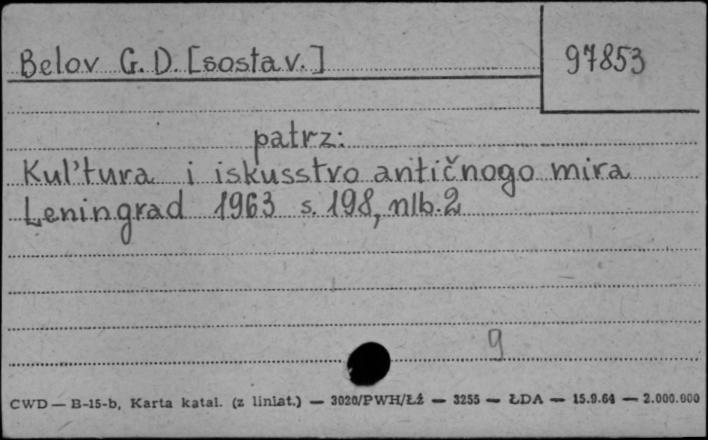 Belov G. D. [sostav.]
97853
patrz:
Kul'tura i iskusstvo antičnogo mira
Leningrad 1963 s. 198, nlb. 2
9
CWD — B-15-b, Karta katal. (z liniat.) — 3020/PWH/Łź — 3255 — ŁDA — 15.9.64 — 2.000.000